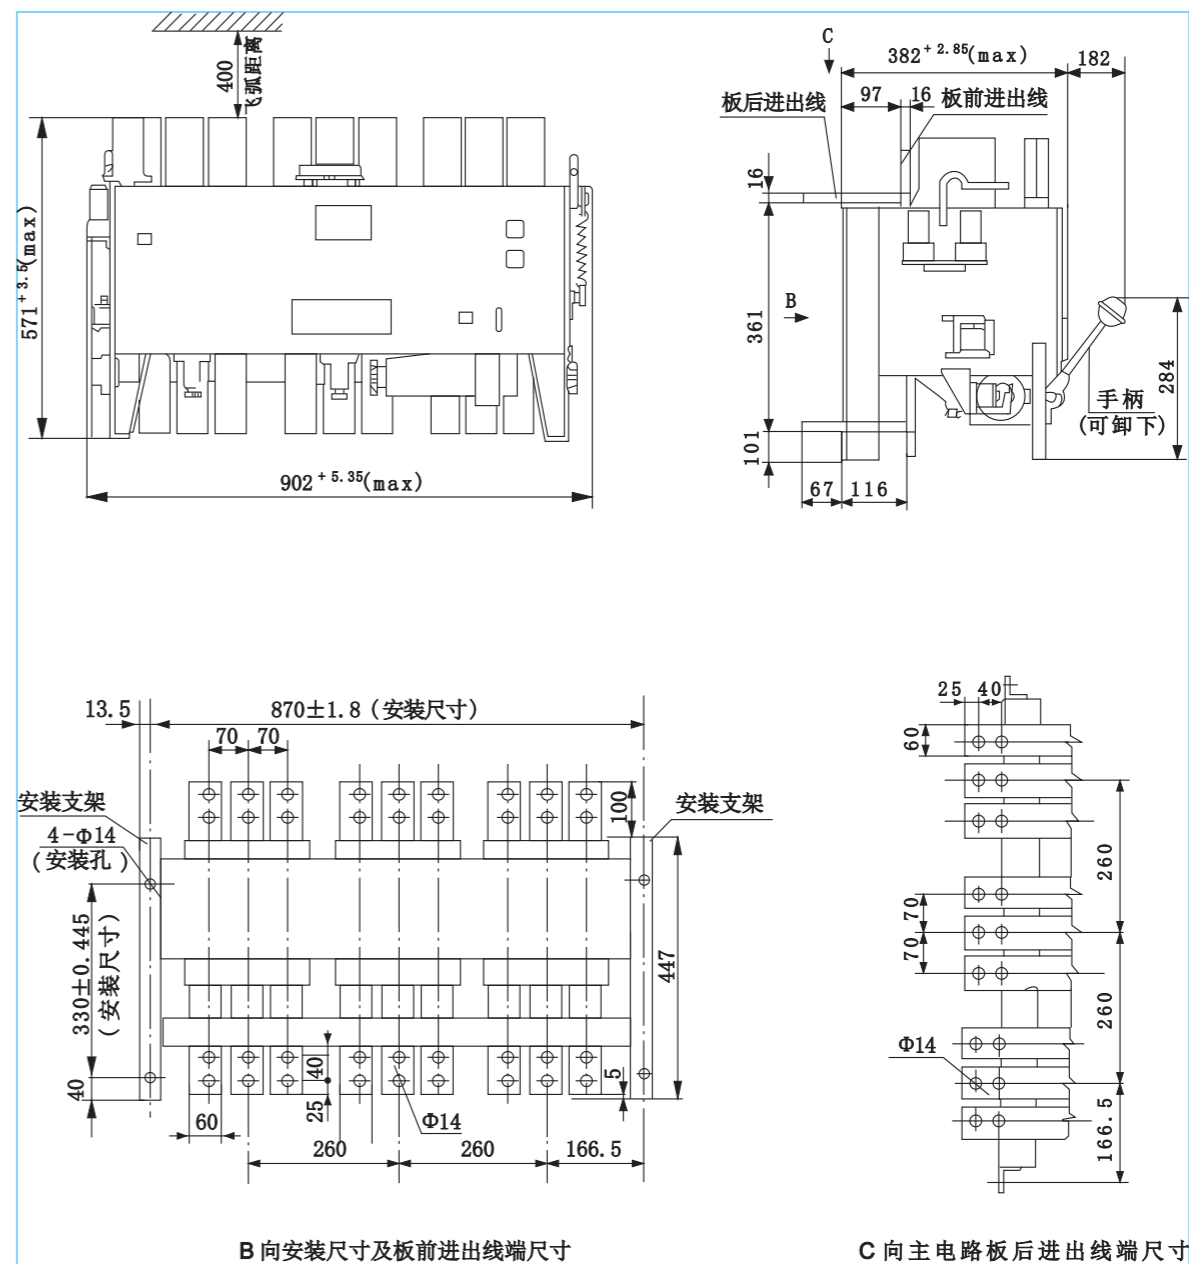 400
飞弧距离
571+3.5(max)
902+5.35(max)
C
382+2.85(max)
182
97
16
板前进出线
板后进出线
16
361
B
101
67
116
284
手柄
(可卸下)
13.5
870±1.8(安装尺寸)
70
70
安装支架
4-Φ14
(安装孔)
100
安装支架
330±0.445
(安装尺寸)
447
40
40
25
5
60
Φ14
260
260
166.5
B向安装尺寸及板前进出线端尺寸
25
40
60
260
70
70
260
Φ14
166.5
C向主电路板后进出线端尺寸